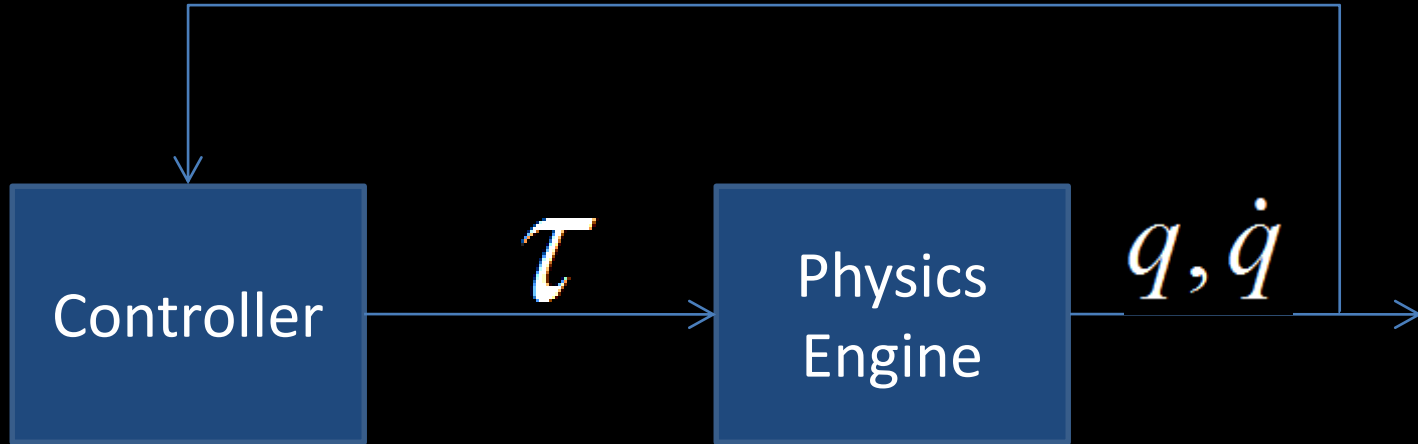 Controller
τ
Physics
Engine
q, q̇